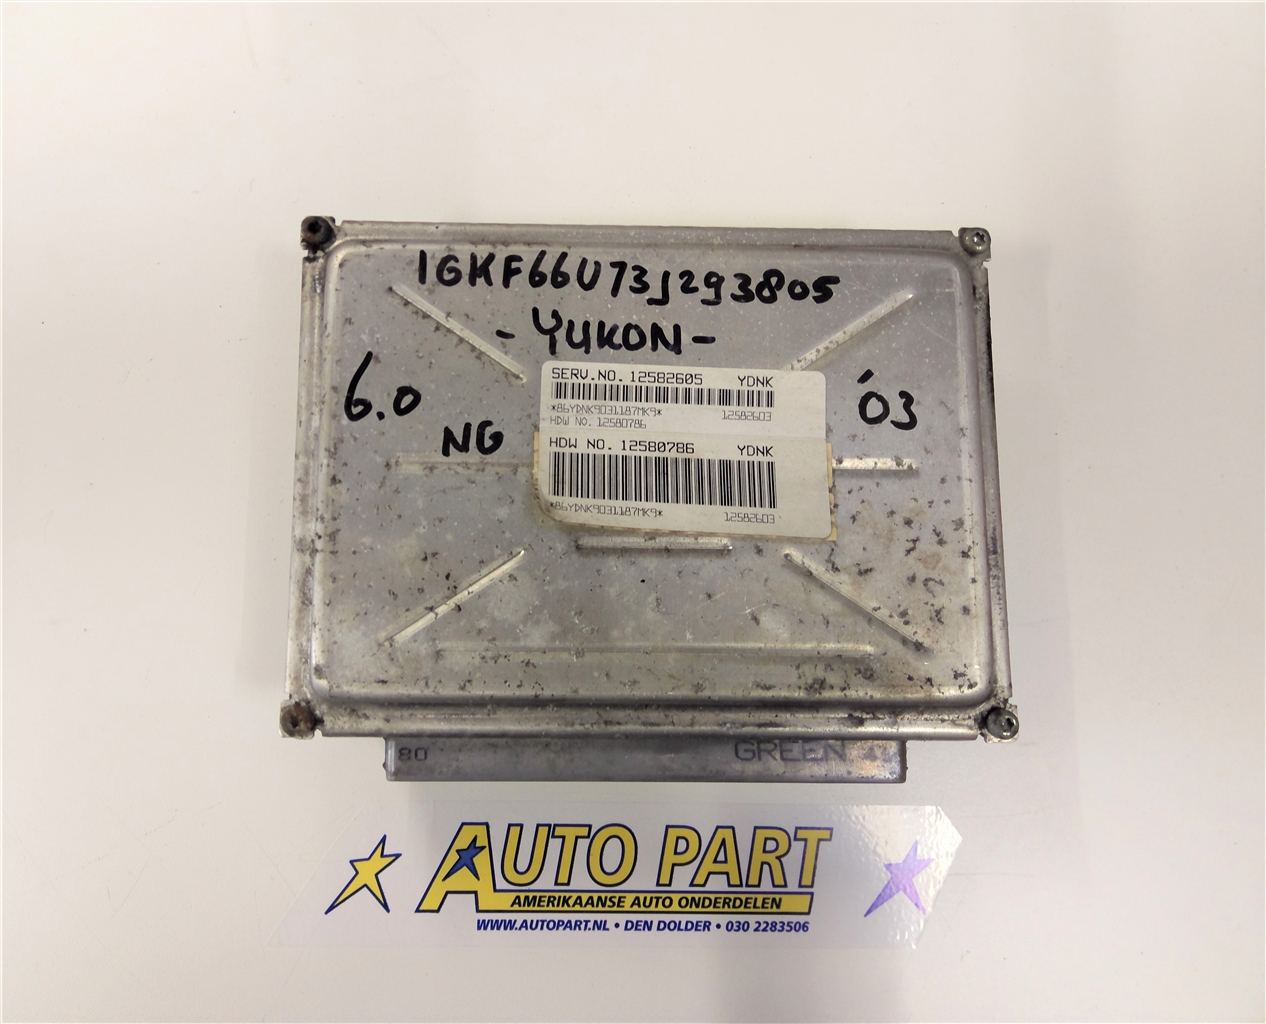 1GKF66U73J293805
- YUKON -
6.0
NG
'03
SERV.NO. 12582605 YDNK
*86YDNK9031187MK9* 12582603
HDW NO. 12580786
HDW NO. 12580786 YDNK
*86YDNK9031187MK9* 12582603
80 GREEN
AUTO PART
AMERIKAANSE AUTO ONDERDELEN
WWW.AUTOPART.NL • DEN DOLDER • 030 2283506